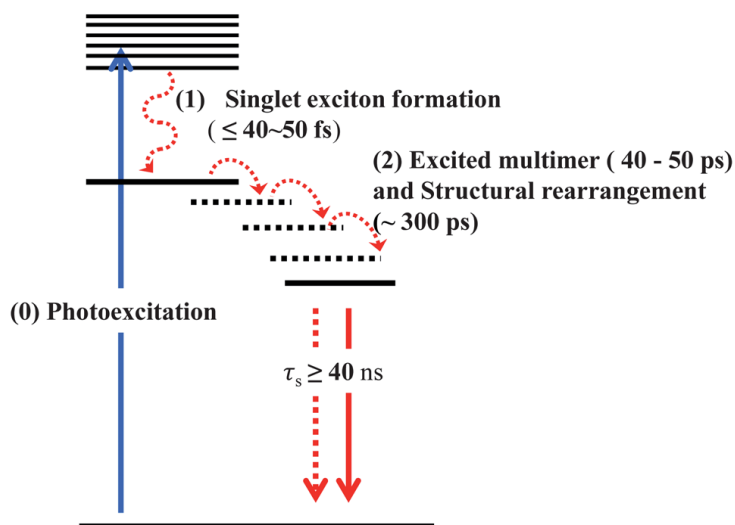 (1) Singlet exciton formation
( ≤ 40~50 fs)
(2) Excited multimer ( 40 - 50 ps)
and Structural rearrangement
(~ 300 ps)
(0) Photoexcitation
τs ≥ 40 ns